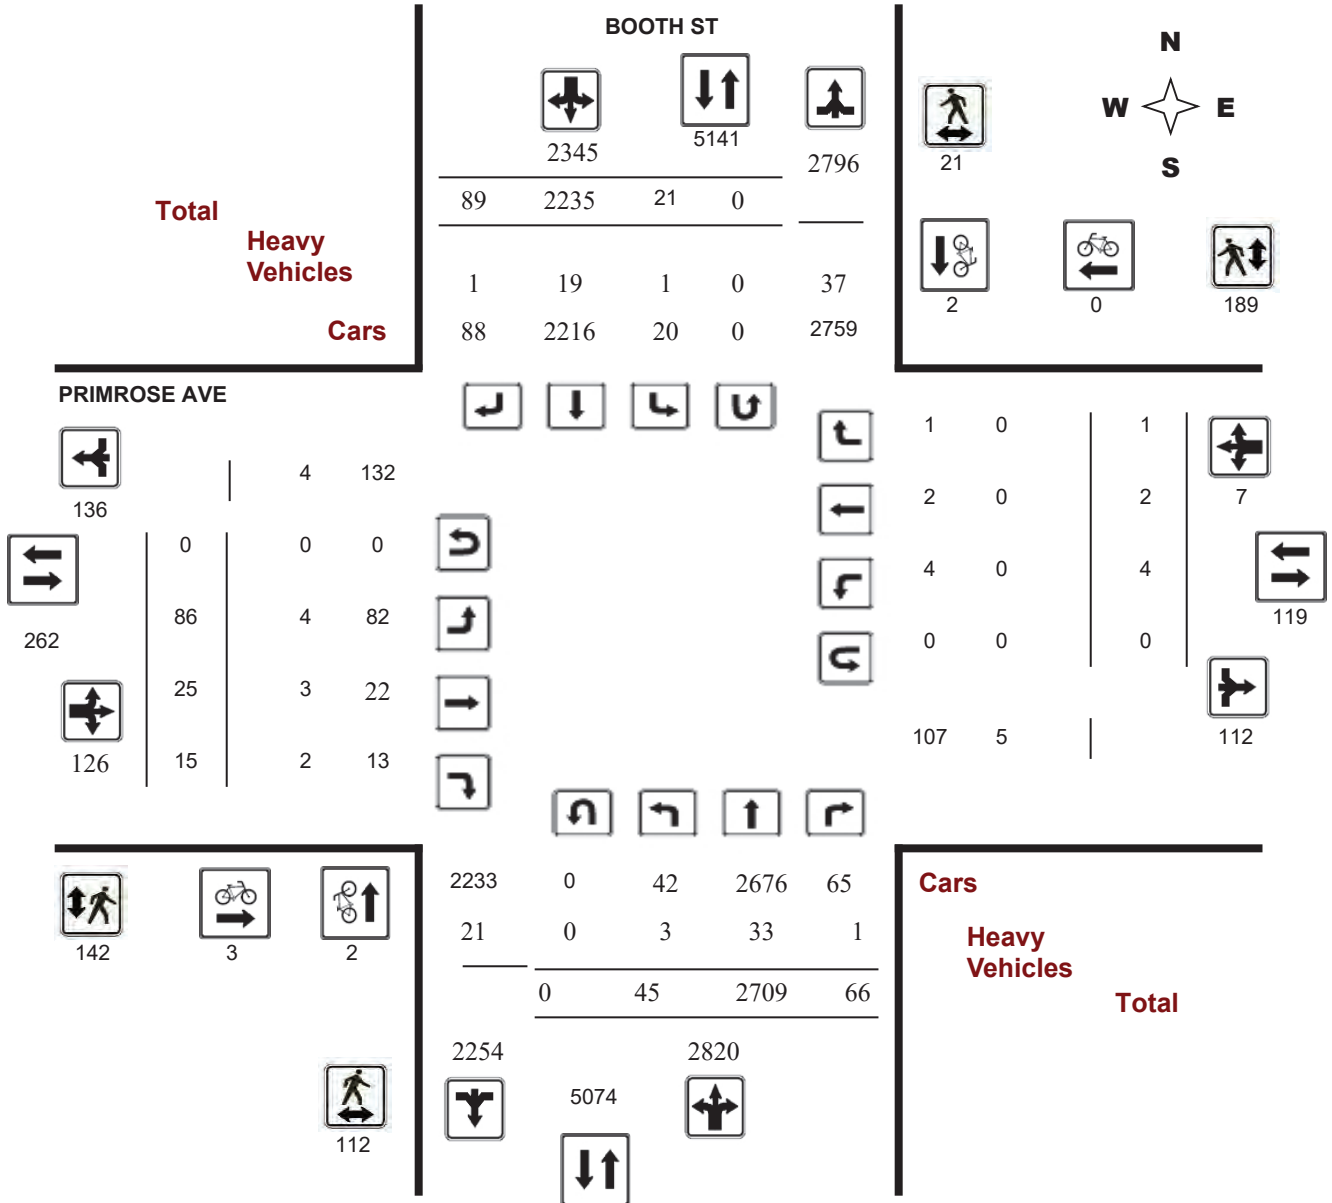 BOOTH ST
N
W E
S
2345
5141
2796
21
89 2235 21 0
Total
Heavy
Vehicles
1 19 1 0 37
2 0 189
Cars
88 2216 20 0 2759
PRIMROSE AVE
1 0 1
4 132
136
2 0 2 7
0 0 0
4 0 4
86 4 82
119
262
0 0 0
25 3 22
107 5 112
126 15 2 13
2233 0 42 2676 65
Cars
21 0 3 33 1
Heavy
Vehicles
142 3 2
0 45 2709 66
Total
2254 2820
5074
112